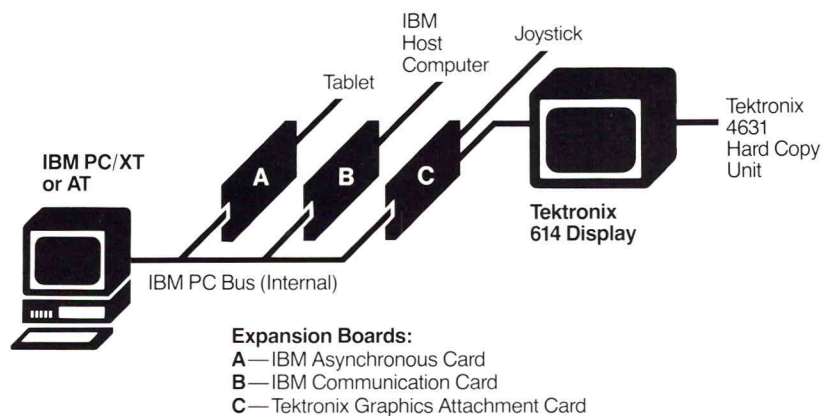 IBM
Host
Computer
Joystick
Tablet
Tektronix
4631
Hard Copy
Unit
IBM PC/XT
or AT
A
B
C
Tektronix
614 Display
IBM PC Bus (Internal)
Expansion Boards:
A—IBM Asynchronous Card
B—IBM Communication Card
C—Tektronix Graphics Attachment Card